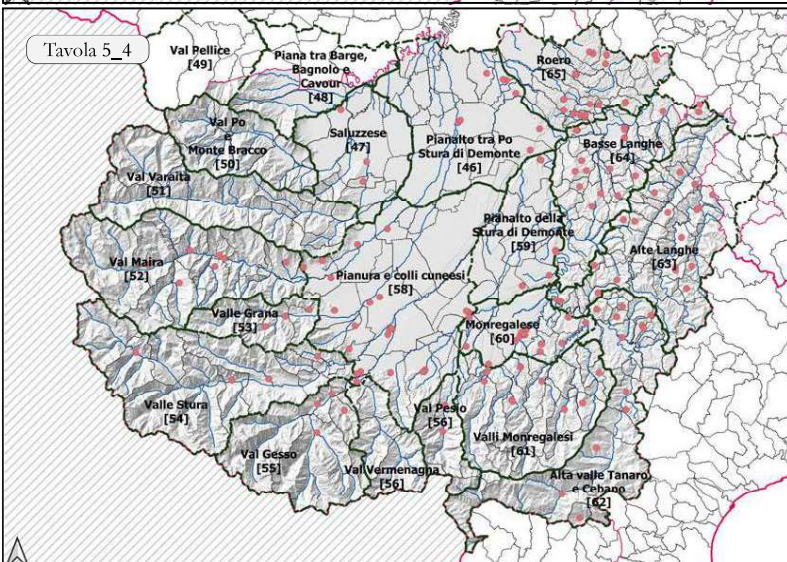 Tavola 5_4
Val Pellice
[49]
Piana tra Barge,
Bagnolo e
Cavour
[48]
Roero
[65]
Val Po
e
Monte Bracco
[50]
Saluzzese
[47]
Pianalto tra Po
Stura di Demonte
[46]
Basse Langhe
[64]
Val Varaita
[51]
Pianalto della
Stura di Demonte
[59]
Alte Langhe
[63]
Val Maira
[52]
Pianura e colli cuneesi
[58]
Valle Grana
[53]
Monregalese
[60]
Valle Stura
[54]
Val Pesio
[56]
Valli Monregalesi
[61]
Val Gesso
[55]
Val Vermenagna
[56]
Alta valle Tanaro
e Cebano
[62]